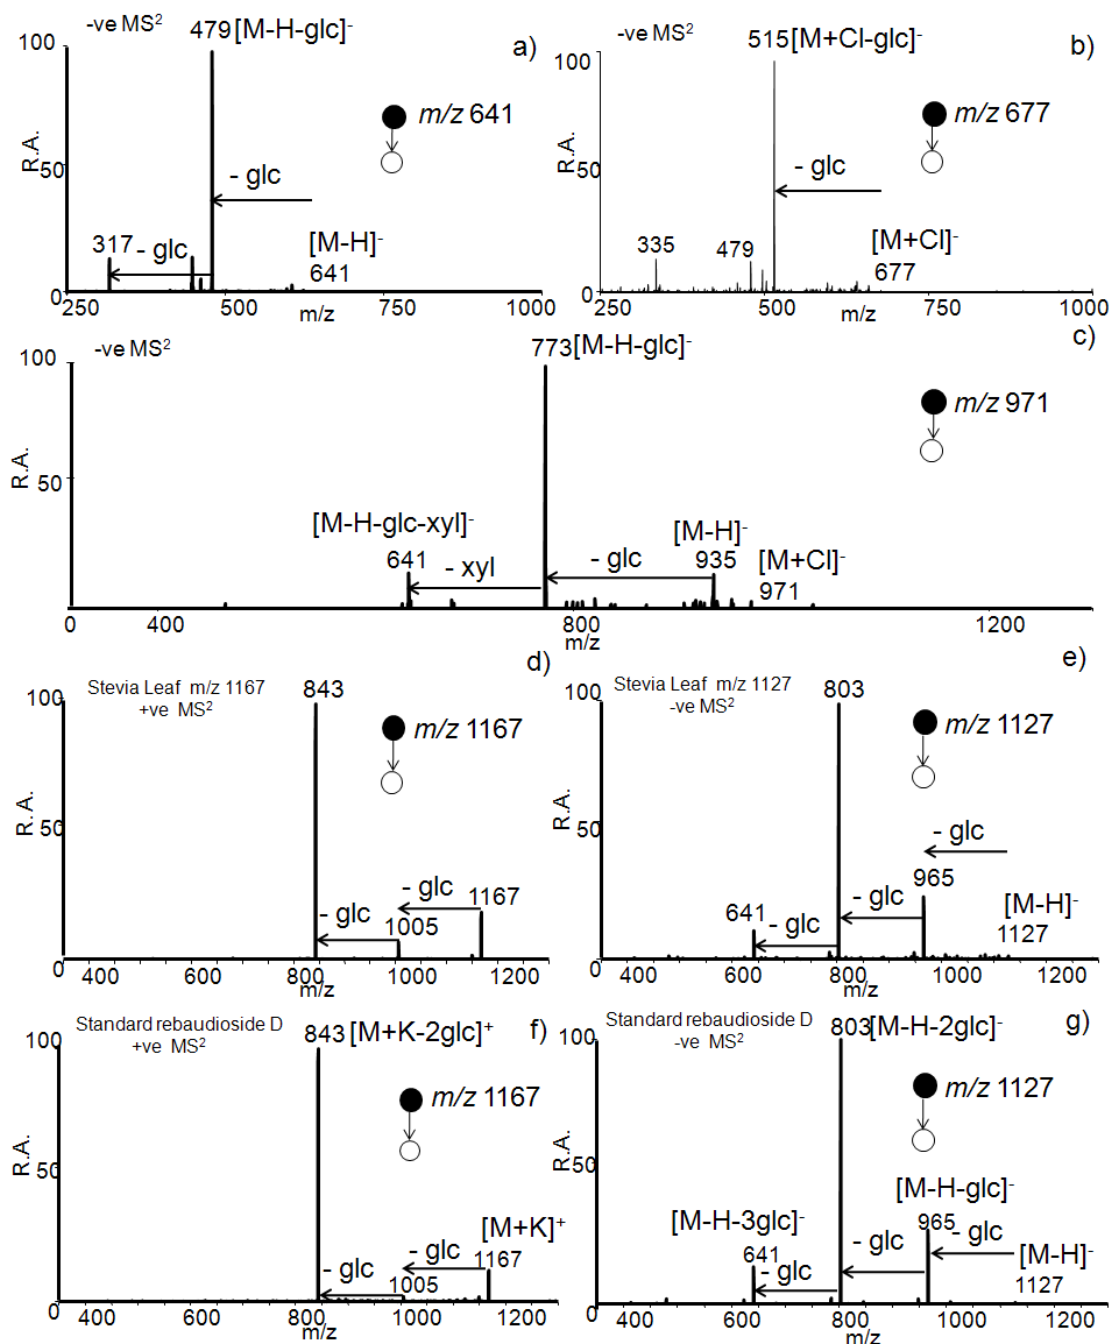 -ve MS²
479[M-H-glc]⁻
a)
100
m/z 641
R.A.
50
- glc
317
- glc
[M-H]⁻
641
0
250
500
750
1000
m/z
-ve MS²
515[M+Cl-glc]⁻
b)
100
m/z 677
R.A.
50
- glc
335
479
[M+Cl]⁻
677
0
250
500
750
1000
m/z
-ve MS²
773[M-H-glc]⁻
c)
100
m/z 971
R.A.
50
[M-H-glc-xyl]⁻
641
- xyl
- glc
[M-H]⁻
935
[M+Cl]⁻
971
0
0
400
800
1200
m/z
d)
Stevia Leaf m/z 1167
+ve MS²
843
100
m/z 1167
R.A.
50
- glc
1167
- glc
1005
0
400
600
800
1000
1200
m/z
e)
Stevia Leaf m/z 1127
-ve MS²
803
100
m/z 1127
R.A.
50
- glc
965
- glc
641
- glc
[M-H]⁻
1127
0
400
600
800
1000
1200
m/z
Standard rebaudioside D
+ve MS²
843 [M+K-2glc]⁺
f)
100
m/z 1167
R.A.
50
[M+K]⁺
- glc
1167
- glc
1005
0
400
600
800
1000
1200
m/z
Standard rebaudioside D
-ve MS²
803[M-H-2glc]⁻
g)
100
m/z 1127
R.A.
50
[M-H-glc]⁻
965
- glc
[M-H-3glc]⁻
- glc
641
- glc
[M-H]⁻
1127
0
400
600
800
1000
1200
m/z